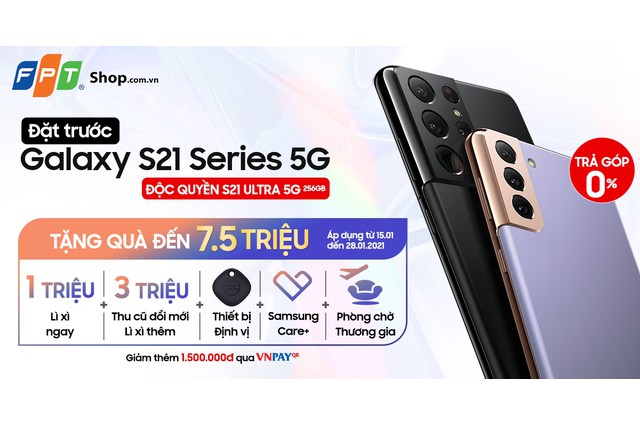 FPT® Shop.com.vn
Đặt trước
Galaxy S21 Series 5G
ĐỘC QUYỀN S21 ULTRA 5G 256GB
TRẢ GÓP
0%
TẶNG QUÀ ĐẾN 7.5 TRIỆU
Áp dụng từ 15.01
đến 28.01.2021
1 TRIỆU
Lì xì
ngay
+
3 TRIỆU
Thu cũ đổi mới
Lì xì thêm
+
Thiết bị
Định vị
+
Samsung
Care+
+
Phòng chờ
Thương gia
Giảm thêm 1.500.000đ qua VNPAYQR